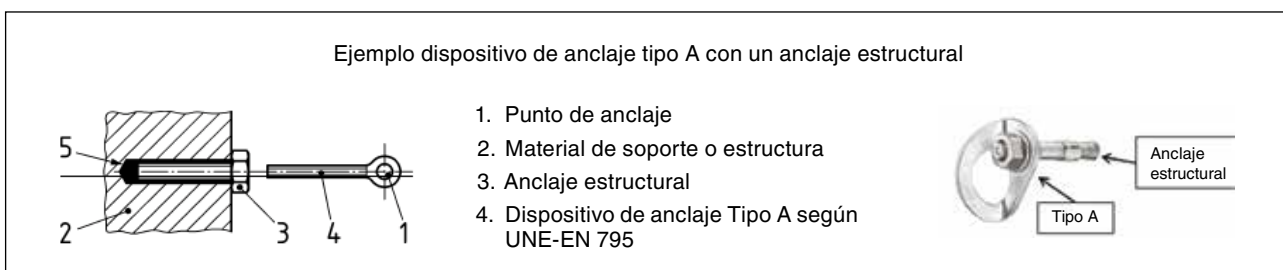 Ejemplo dispositivo de anclaje tipo A con un anclaje estructural
5
2
3
4
1
1. Punto de anclaje
2. Material de soporte o estructura
3. Anclaje estructural
4. Dispositivo de anclaje Tipo A según
UNE-EN 795
Anclaje
estructural
Tipo A